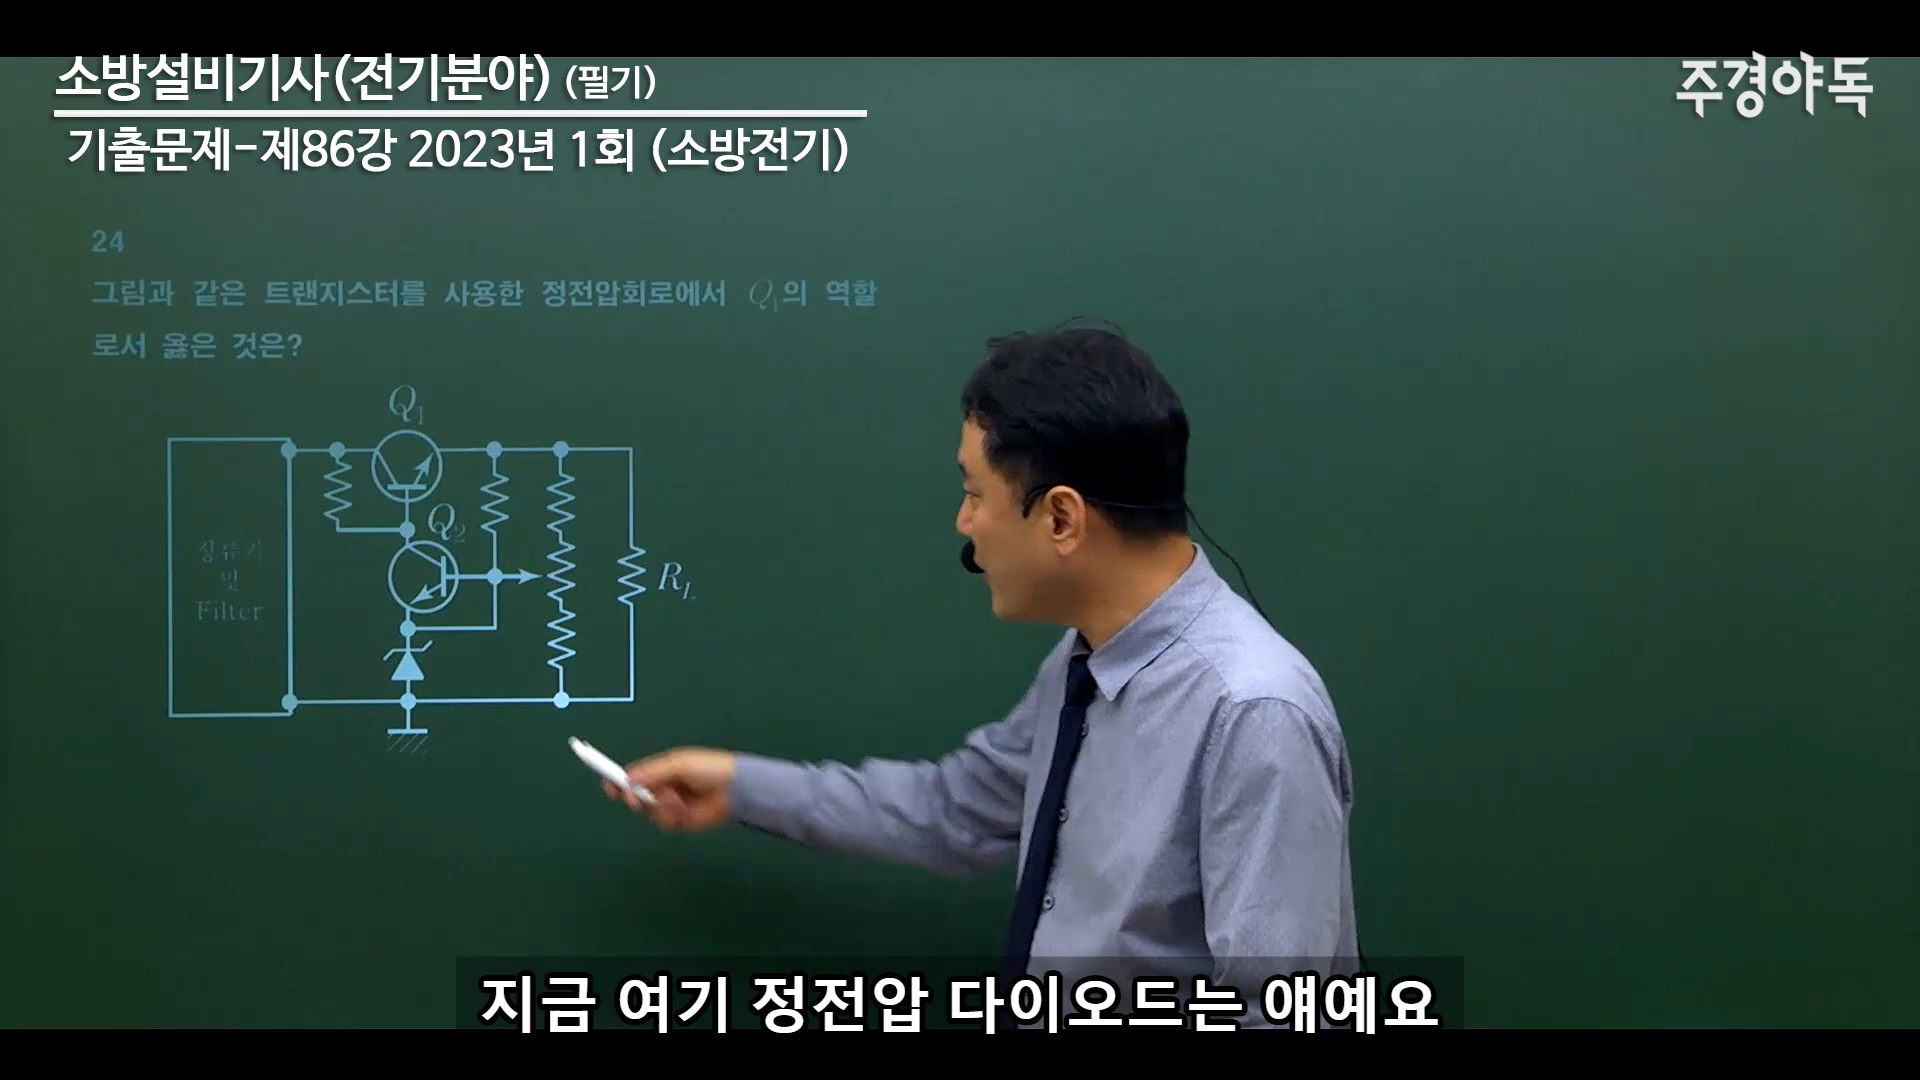 소방설비기사(전기분야) (필기)
주경야독
기출문제-제86강 2023년 1회 (소방전기)
24
그림과 같은 트랜지스터를 사용한 정전압회로에서 Q₁의 역할
로서 옳은 것은?
Q₁
Q₂
정류기
및
Filter
R_L
지금 여기 정전압 다이오드는 얘예요